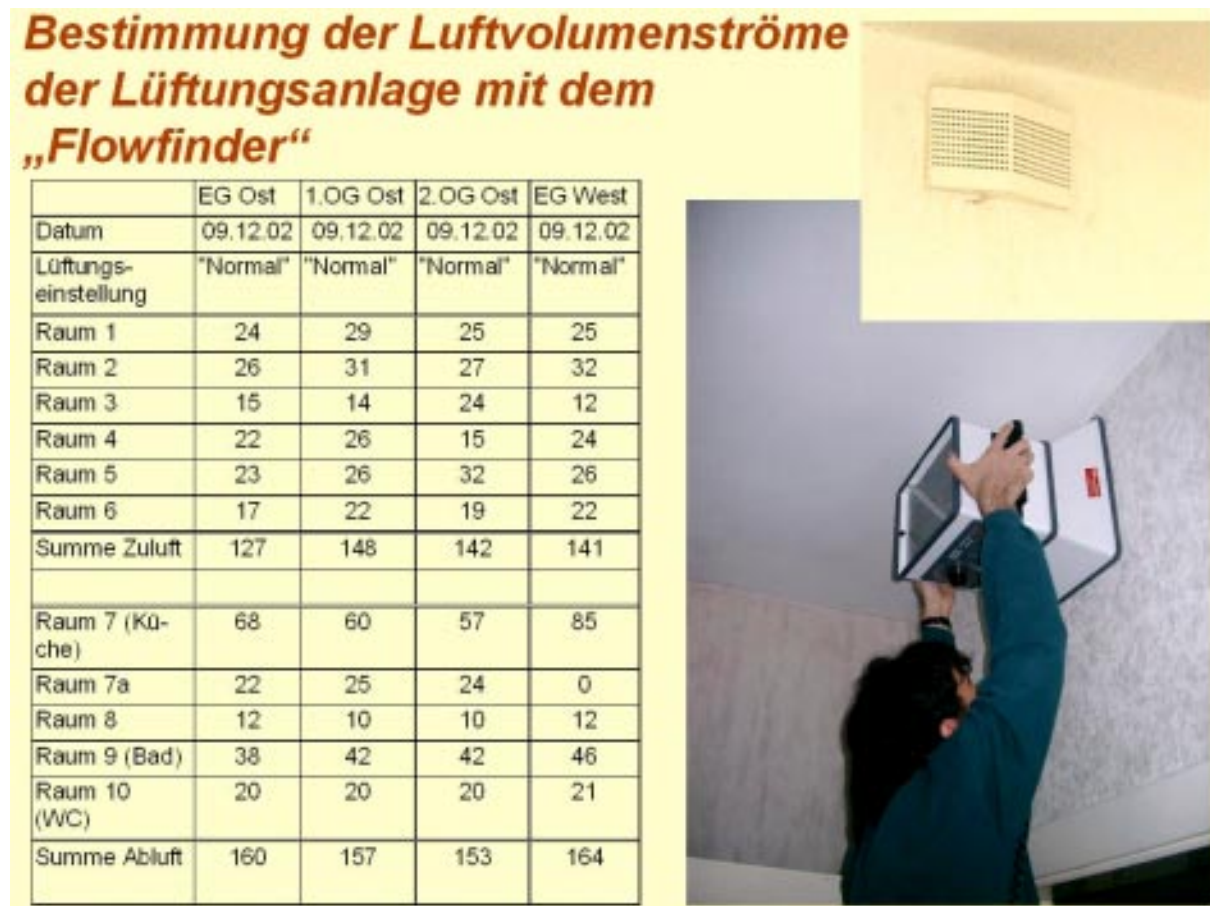 Bestimmung der Luftvolumenströme
der Lüftungsanlage mit dem
„Flowfinder“
EG Ost 1.OG Ost 2.OG Ost EG West
Datum 09.12.02 09.12.02 09.12.02 09.12.02
Lüftungs- "Normal" "Normal" "Normal" "Normal"
einstellung
Raum 1 24 29 25 25
Raum 2 26 31 27 32
Raum 3 15 14 24 12
Raum 4 22 26 15 24
Raum 5 23 26 32 26
Raum 6 17 22 19 22
Summe Zuluft 127 148 142 141
Raum 7 (Kü- 68 60 57 85
che)
Raum 7a 22 25 24 0
Raum 8 12 10 10 12
Raum 9 (Bad) 38 42 42 46
Raum 10 20 20 20 21
(WC)
Summe Abluft 160 157 153 164